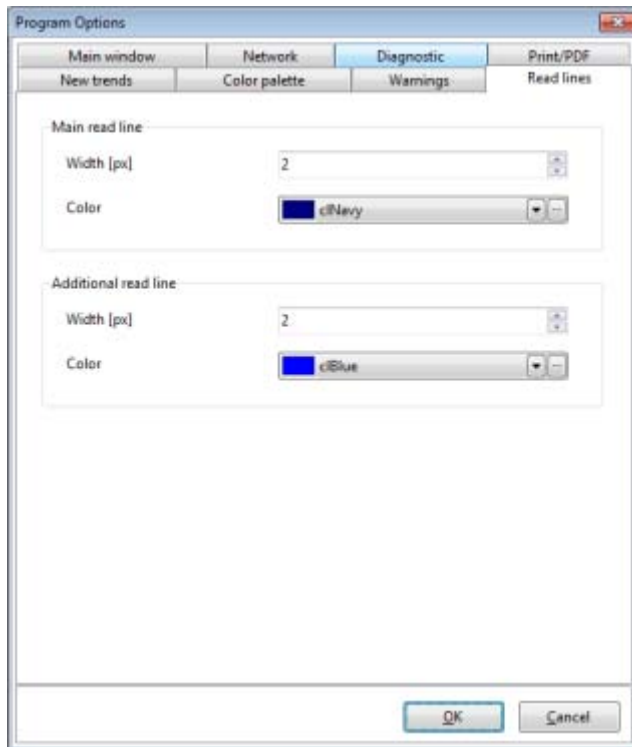 Program Options
Main window Network Diagnostic Print/PDF
New trends Color palette Warnings Read lines
Main read line
Width [px] 2
Color clNavy
Additional read line
Width [px] 2
Color clBlue
OK Cancel